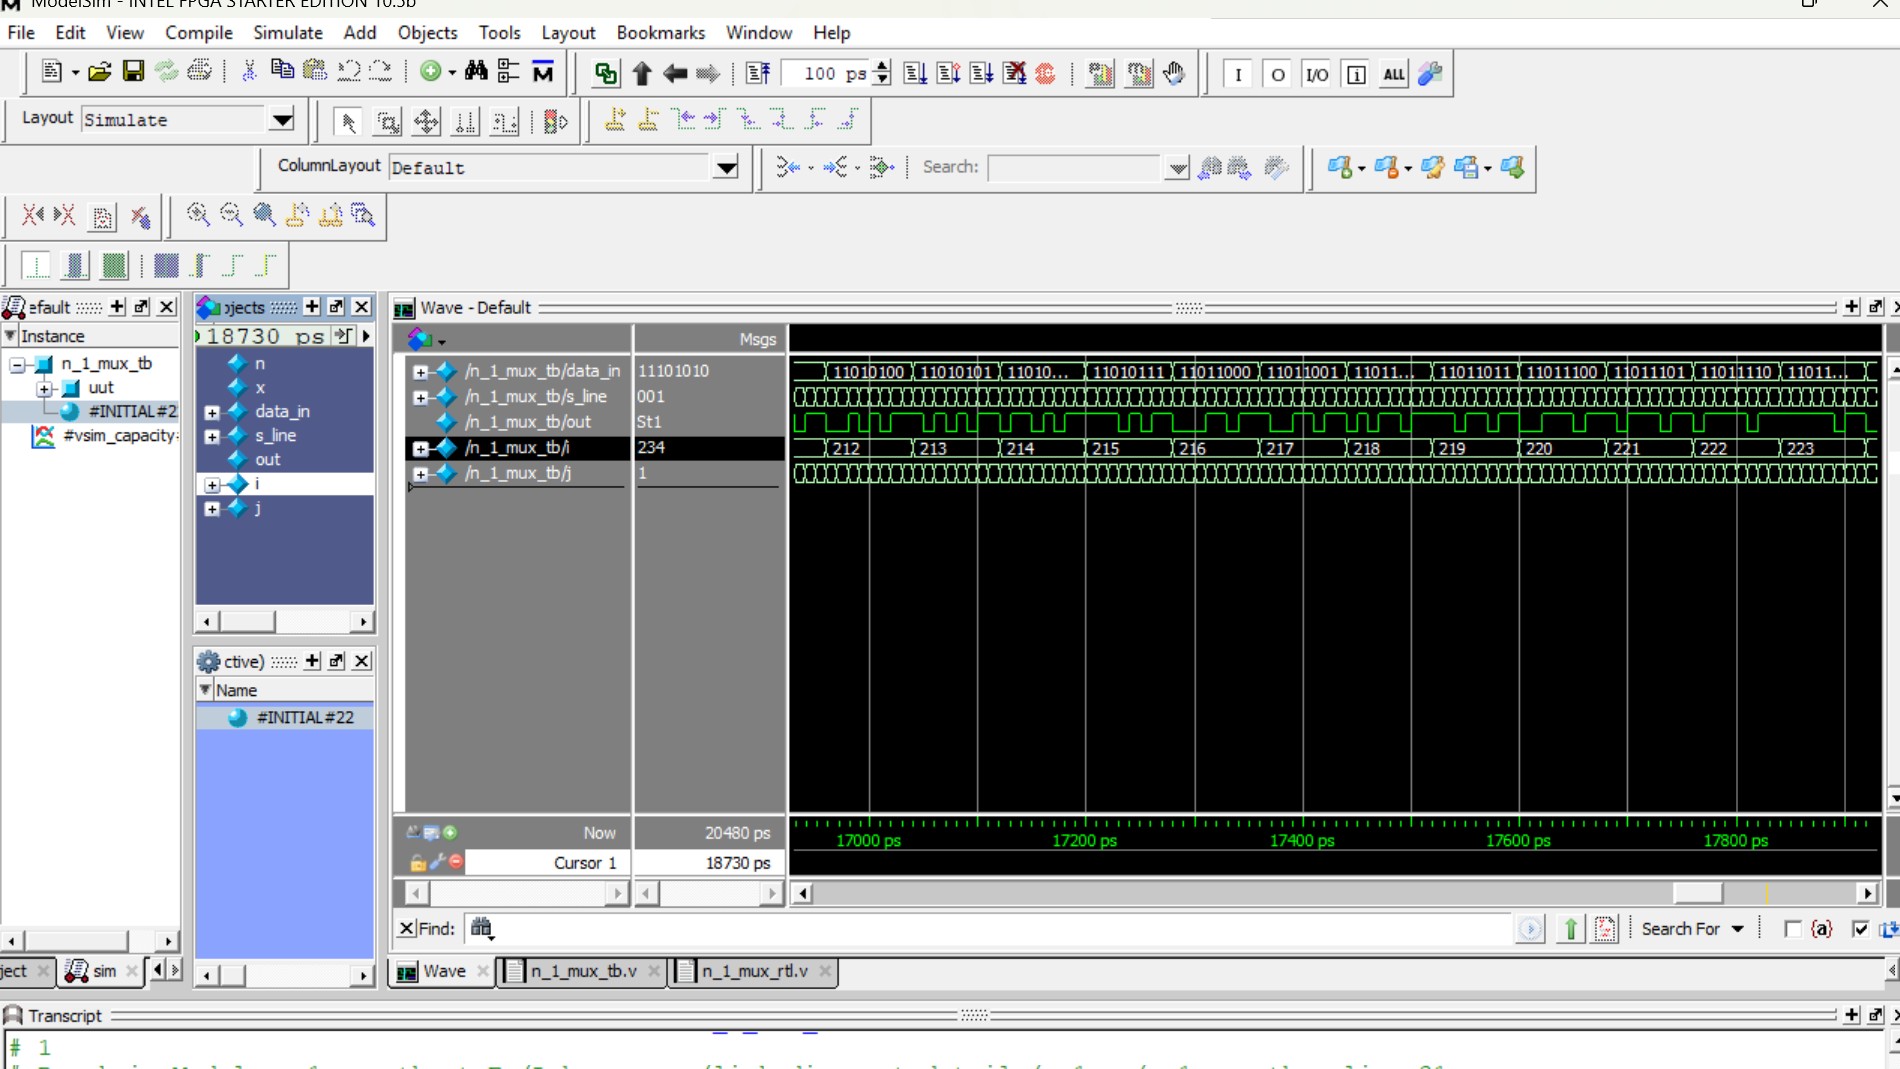 ModelSim - INTEL FPGA STARTER EDITION 10.5b
File Edit View Compile Simulate Add Objects Tools Layout Bookmarks Window Help
100 ps
I O I/O i ALL
Layout Simulate
ColumnLayout Default
Search:
efault
Instance
n_1_mux_tb
uut
#INITIAL#2
#vsim_capacity
jects
18730 ps
n
x
data_in
s_line
out
i
j
ctive)
Name
#INITIAL#22
Wave - Default
Msgs
/n_1_mux_tb/data_in 11101010 11010100 11010101 11010... 11010111 11011000 11011001 11011... 11011011 11011100 11011101 11011110 11011...
/n_1_mux_tb/s_line 001
/n_1_mux_tb/out St1
/n_1_mux_tb/i 234 212 213 214 215 216 217 218 219 220 221 222 223
/n_1_mux_tb/j 1
Now 20480 ps 17000 ps 17200 ps 17400 ps 17600 ps 17800 ps
Cursor 1 18730 ps
Find: Search For {a}
ject sim
Wave n_1_mux_tb.v n_1_mux_rtl.v
Transcript
# 1